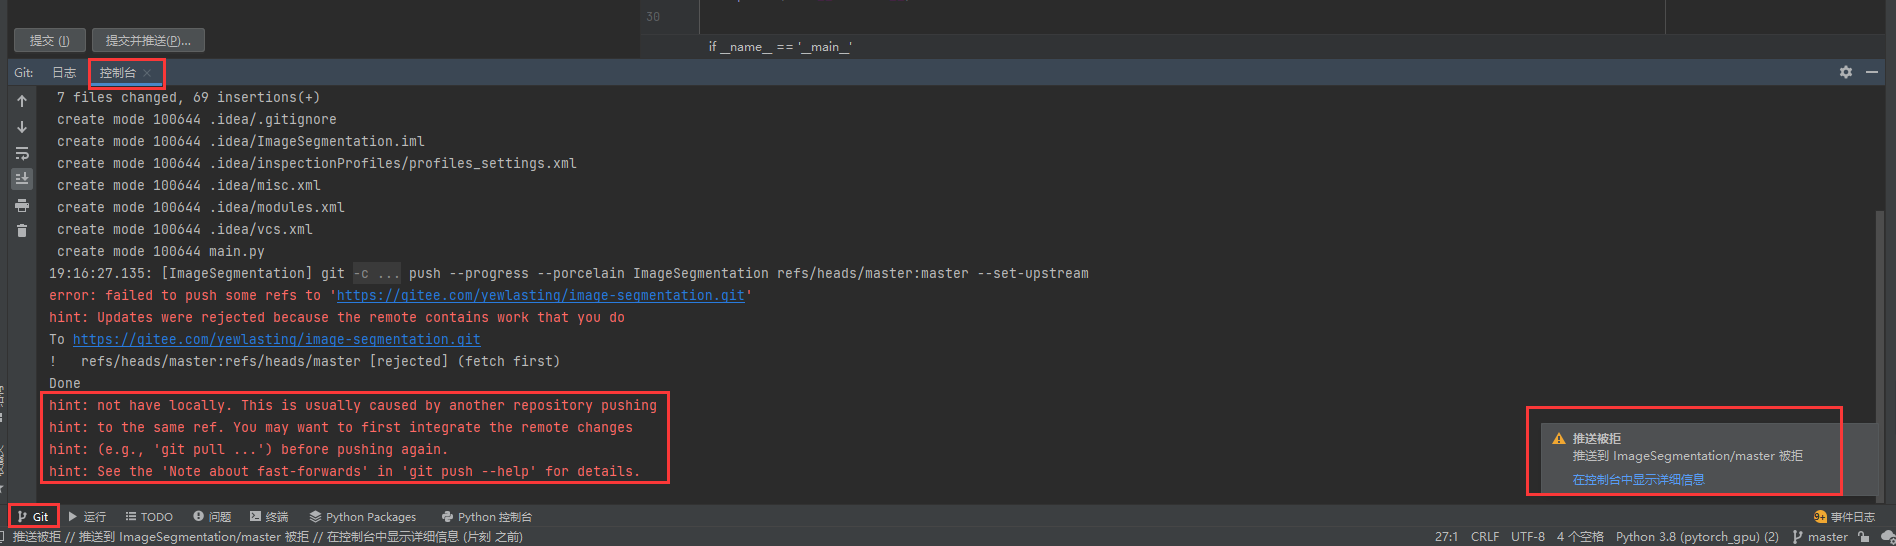 30
提交 (I)
提交并推送(P)...
if __name__ == '__main__'
Git:
日志
控制台
7 files changed, 69 insertions(+)
create mode 100644 .idea/.gitignore
create mode 100644 .idea/ImageSegmentation.iml
create mode 100644 .idea/inspectionProfiles/profiles_settings.xml
create mode 100644 .idea/misc.xml
create mode 100644 .idea/modules.xml
create mode 100644 .idea/vcs.xml
create mode 100644 main.py
19:16:27.135: [ImageSegmentation] git -c ... push --progress --porcelain ImageSegmentation refs/heads/master:master --set-upstream
error: failed to push some refs to 'https://gitee.com/yewlasting/image-segmentation.git'
hint: Updates were rejected because the remote contains work that you do
To https://gitee.com/yewlasting/image-segmentation.git
!   refs/heads/master:refs/heads/master [rejected] (fetch first)
Done
hint: not have locally. This is usually caused by another repository pushing
hint: to the same ref. You may want to first integrate the remote changes
hint: (e.g., 'git pull ...') before pushing again.
hint: See the 'Note about fast-forwards' in 'git push --help' for details.
推送被拒
推送到 ImageSegmentation/master 被拒
在控制台中显示详细信息
Git
运行
TODO
问题
终端
Python Packages
Python 控制台
9+ 事件日志
推送被拒 // 推送到 ImageSegmentation/master 被拒 // 在控制台中显示详细信息 (片刻 之前)
27:1
CRLF
UTF-8
4 个空格
Python 3.8 (pytorch_gpu) (2)
master